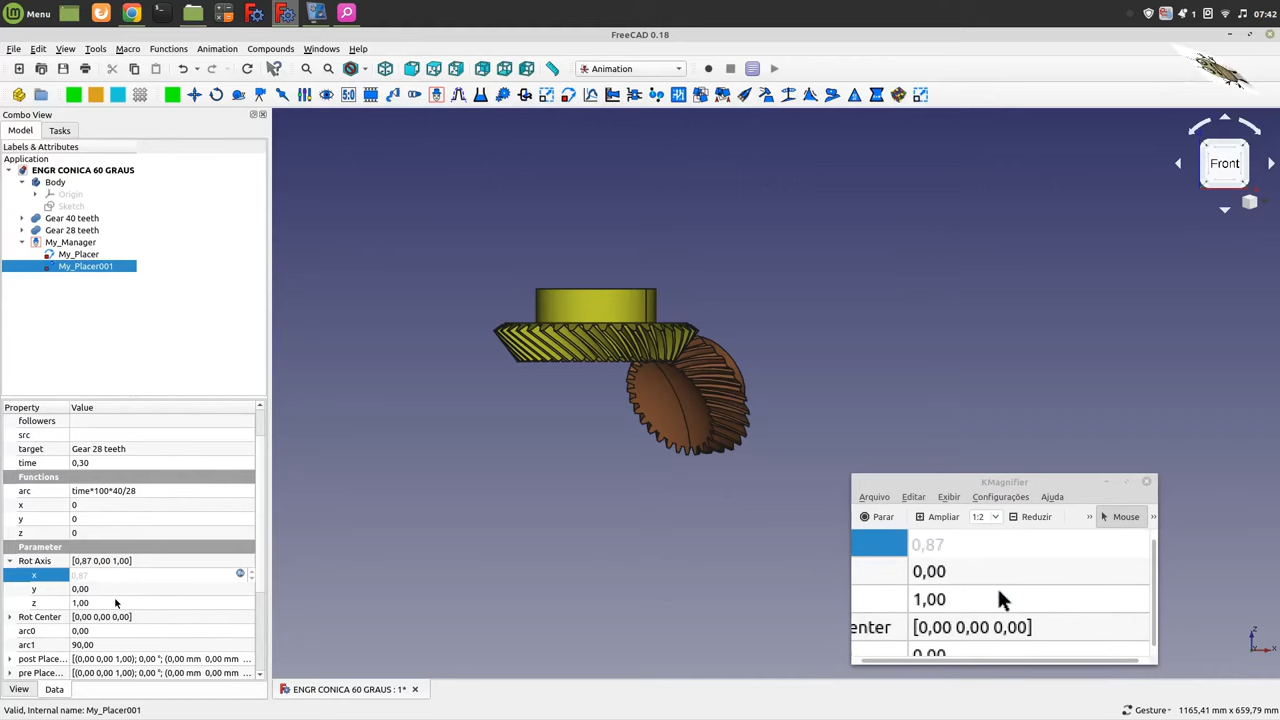 Menu
1
07:42
FreeCAD 0.18
File Edit View Tools Macro Functions Animation Compounds Windows Help
Animation
5:0
Combo View
Model Tasks
Labels & Attributes
Application
ENGR CONICA 60 GRAUS
Body
Origin
Sketch
Gear 40 teeth
Gear 28 teeth
My_Manager
My_Placer
My_Placer001
Front
Property Value
followers
src
target Gear 28 teeth
time 0,30
Functions
arc time*100*40/28
x 0
y 0
z 0
Parameter
Rot Axis [0,87 0,00 1,00]
x 0,87
y 0,00
z 1,00
Rot Center [0,00 0,00 0,00]
arc0 0,00
arc1 90,00
post Place... [(0,00 0,00 1,00); 0,00 °; (0,00 mm 0,00 mm ...
pre Place... [(0,00 0,00 1,00); 0,00 °; (0,00 mm 0,00 mm ...
View Data
KMagnifier
Arquivo Editar Exibir Configurações Ajuda
Parar Ampliar 1:2 Reduzir » Mouse »
0,87
0,00
1,00
enter [0,00 0,00 0,00]
0,00
z
x
ENGR CONICA 60 GRAUS : 1*
Valid, Internal name: My_Placer001
Gesture
1165,41 mm x 659,79 mm